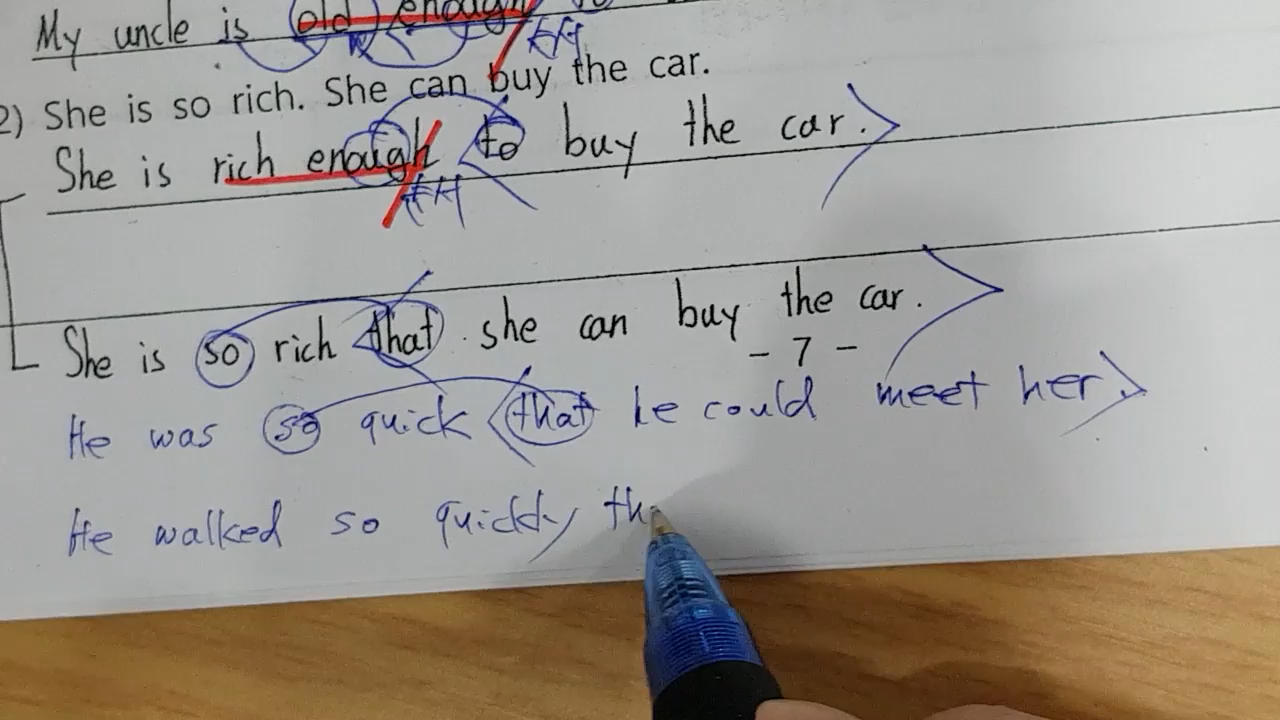 My uncle is old enough
2) She is so rich. She can buy the car.
She is rich enough to buy the car.
She is so rich that she can buy the car.
- 7 -
He was so quick that he could meet her
He walked so quickly th